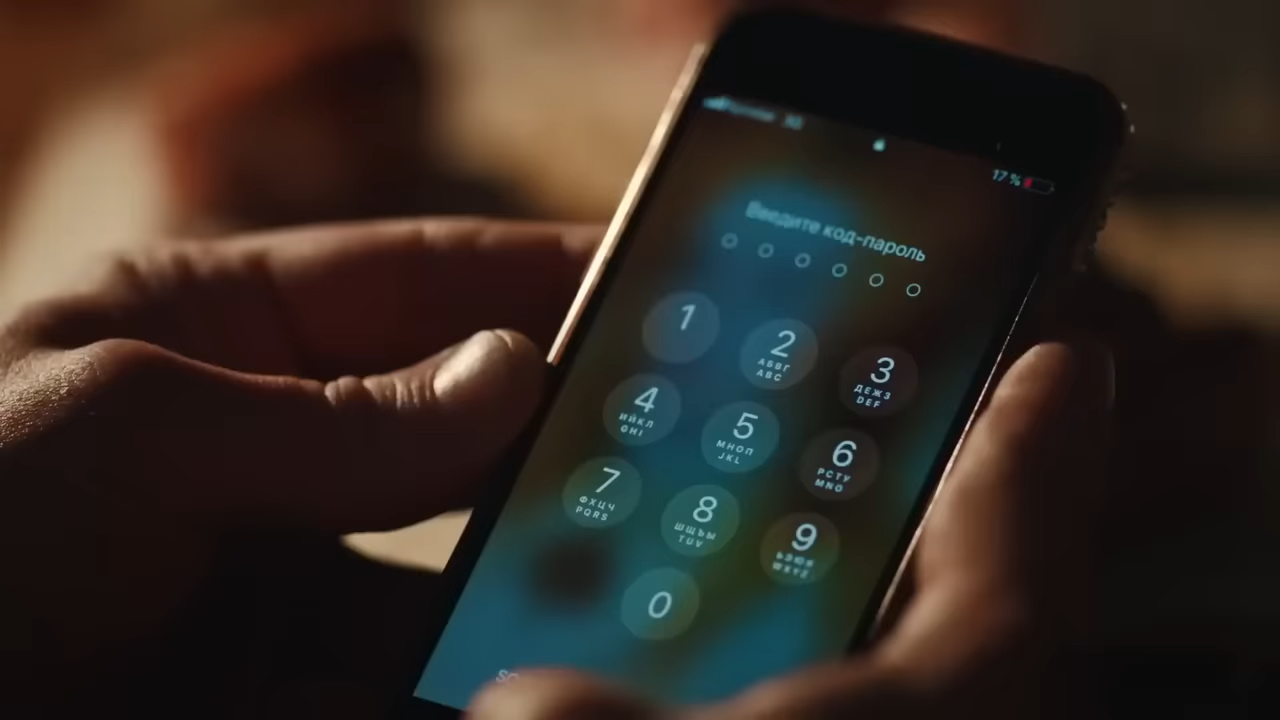 17 %
Введите код-пароль
1
2
АБВГ
ABC
3
ДЕЖЗ
DEF
4
ИЙКЛ
GHI
5
МНОП
JKL
6
РСТУ
MNO
7
ФХЦЧ
PQRS
8
ШЩЪЫ
TUV
9
ЬЭЮЯ
WXYZ
0